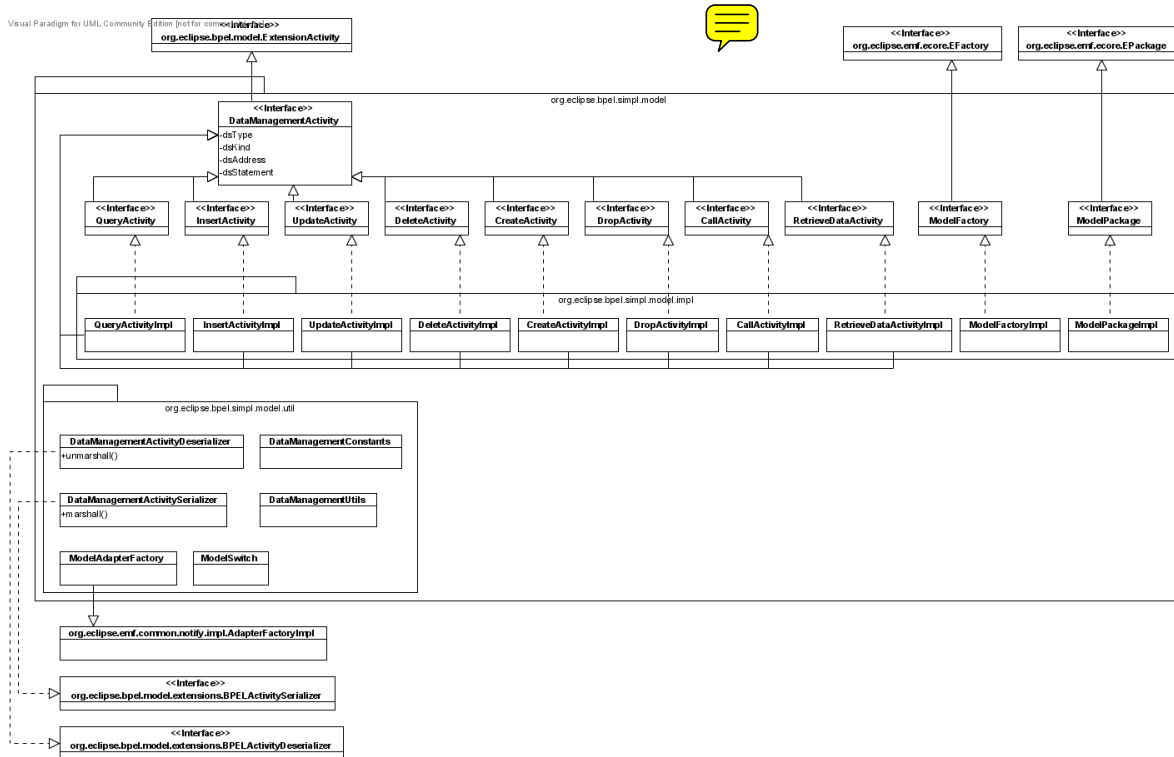 Visual Paradigm for UML Community Edition [not for com
<<Interface>>
org.eclipse.bpel.model.ExtensionActivity
<<Interface>>
org.eclipse.emf.ecore.EFactory
<<Interface>>
org.eclipse.emf.ecore.EPackage
org.eclipse.bpel.simpl.model
<<Interface>>
DataManagementActivity
-dsType
-dsKind
-dsAddress
-dsStatement
<<Interface>>
QueryActivity
<<Interface>>
InsertActivity
<<Interface>>
UpdateActivity
<<Interface>>
DeleteActivity
<<Interface>>
CreateActivity
<<Interface>>
DropActivity
<<Interface>>
CallActivity
<<Interface>>
RetrieveDataActivity
<<Interface>>
ModelFactory
<<Interface>>
ModelPackage
org.eclipse.bpel.simpl.model.impl
QueryActivityImpl
InsertActivityImpl
UpdateActivityImpl
DeleteActivityImpl
CreateActivityImpl
DropActivityImpl
CallActivityImpl
RetrieveDataActivityImpl
ModelFactoryImpl
ModelPackageImpl
org.eclipse.bpel.simpl.model.util
DataManagementActivityDeserializer
+unmarshall()
DataManagementConstants
DataManagementActivitySerializer
+marshall()
DataManagementUtils
ModelAdapterFactory
ModelSwitch
org.eclipse.emf.common.notify.impl.AdapterFactoryImpl
<<Interface>>
org.eclipse.bpel.model.extensions.BPELActivitySerializer
<<Interface>>
org.eclipse.bpel.model.extensions.BPELActivityDeserializer